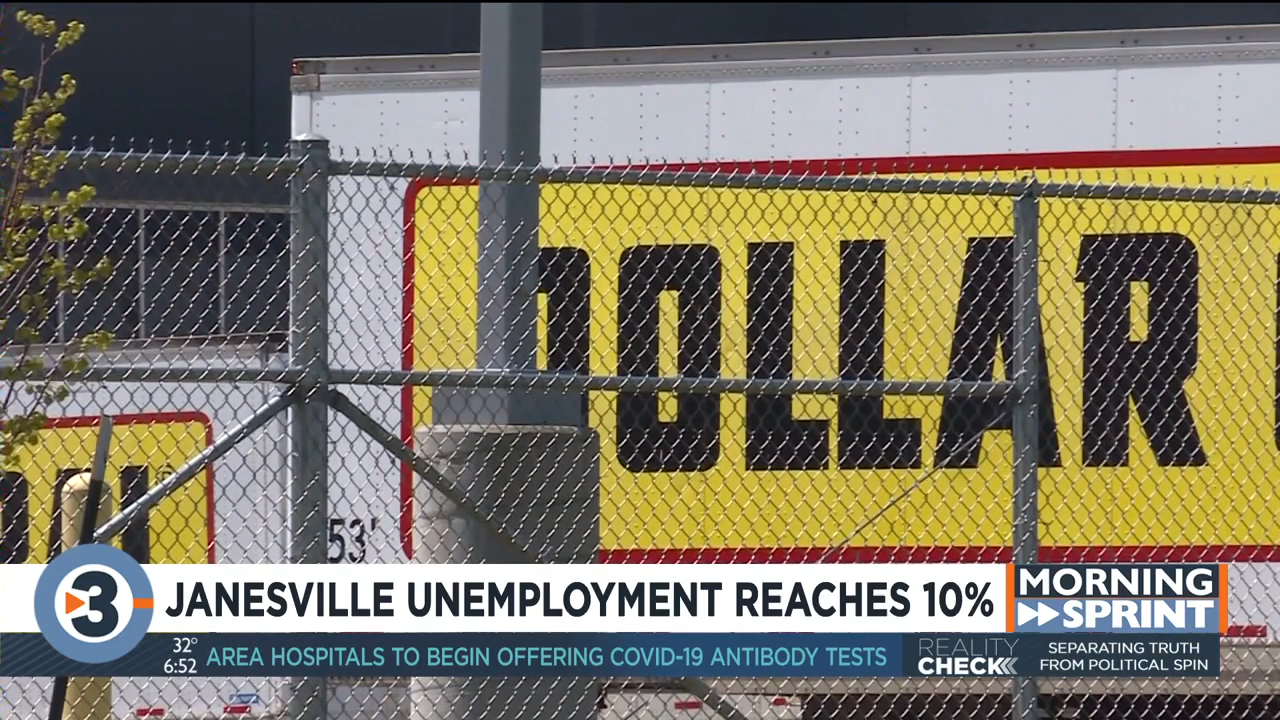 DOLLAR
53'
3
JANESVILLE UNEMPLOYMENT REACHES 10%
MORNING
SPRINT
32°
6:52
AREA HOSPITALS TO BEGIN OFFERING COVID-19 ANTIBODY TESTS
REALITY
CHECK
SEPARATING TRUTH
FROM POLITICAL SPIN